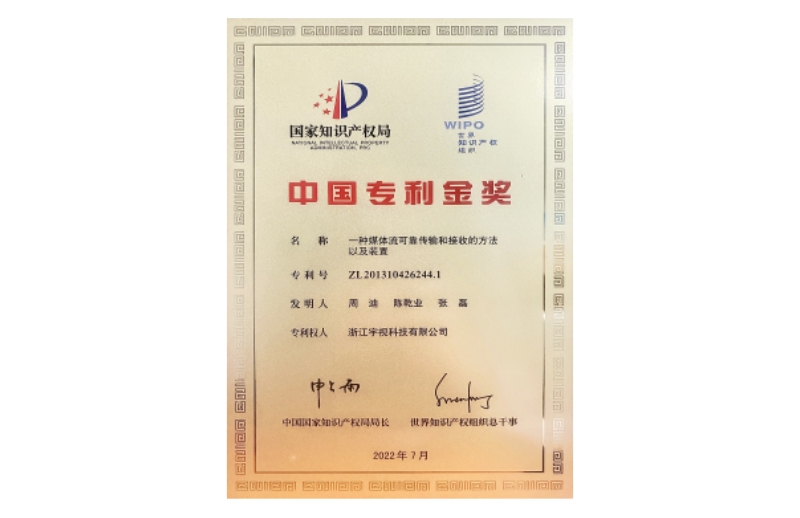 国家知识产权局
NATIONAL INTELLECTUAL PROPERTY
ADMINISTRATION, PRC
WIPO
世界
知识产权
组织
中国专利金奖
名 称 一种媒体流可靠传输和接收的方法
以及装置
专利号 ZL201310426244.1
发明人 周迪 陈乾业 张磊
专利权人 浙江宇视科技有限公司
申长雨
中国国家知识产权局局长 世界知识产权组织总干事
2022年7月